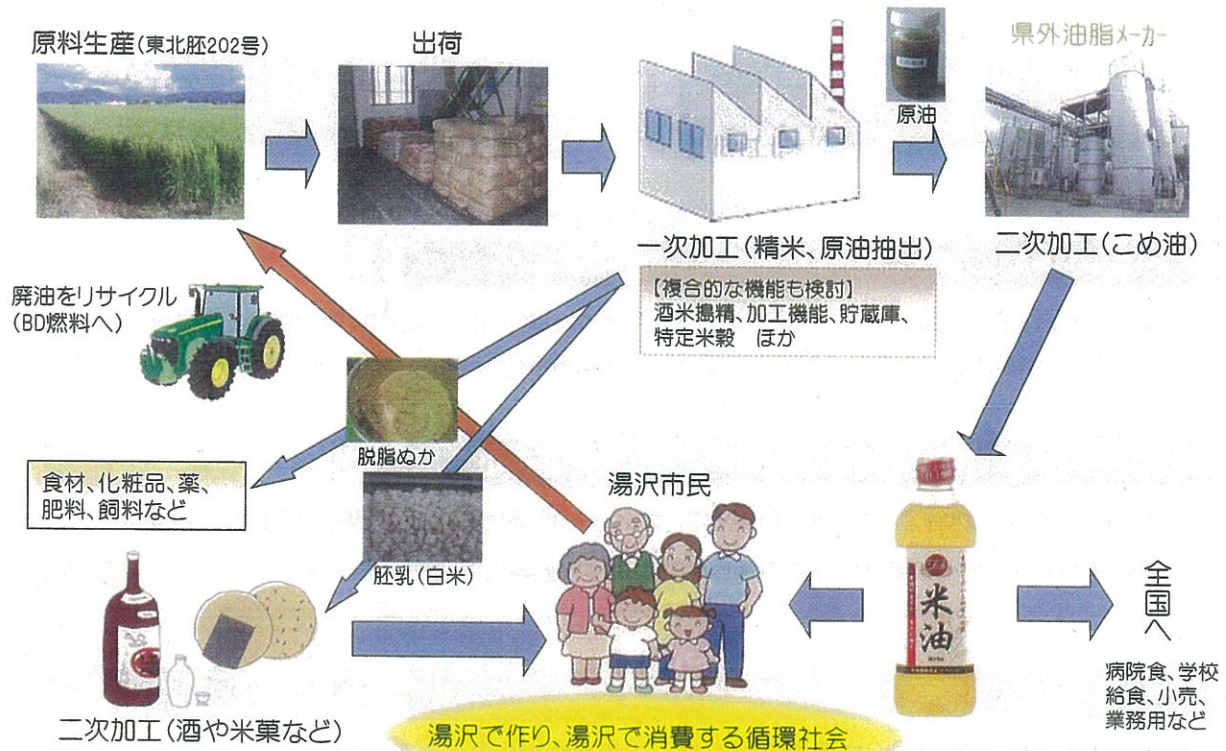 原料生産(東北胚202号)
出荷
原油
県外油脂メーカー
一次加工(精米、原油抽出)
二次加工(こめ油)
【複合的な機能も検討】
酒米搗精、加工機能、貯蔵庫、
特定米穀 ほか
廃油をリサイクル
(BD燃料へ)
脱脂ぬか
食材、化粧品、薬、
肥料、飼料など
胚乳(白米)
湯沢市民
米油
全国へ
病院食、学校
給食、小売、
業務用など
二次加工(酒や米菓など)
湯沢で作り、湯沢で消費する循環社会